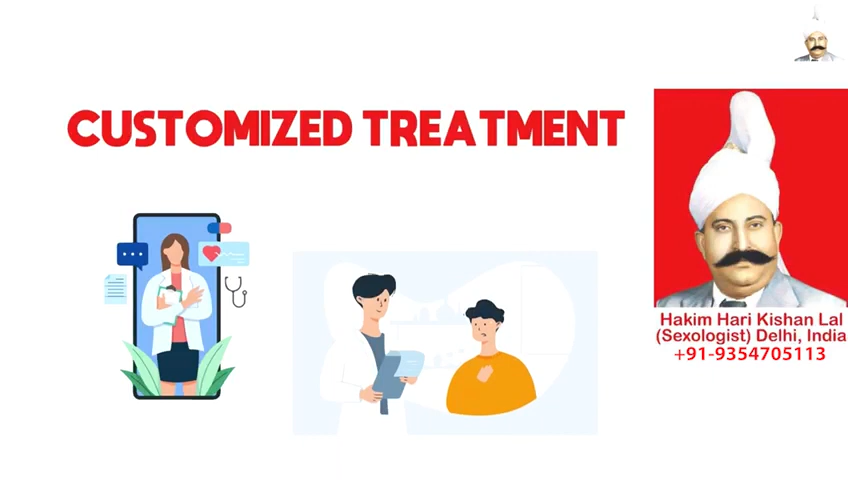 CUSTOMIZED TREATMENT
Hakim Hari Kishan Lal
(Sexologist) Delhi, India
+91-9354705113